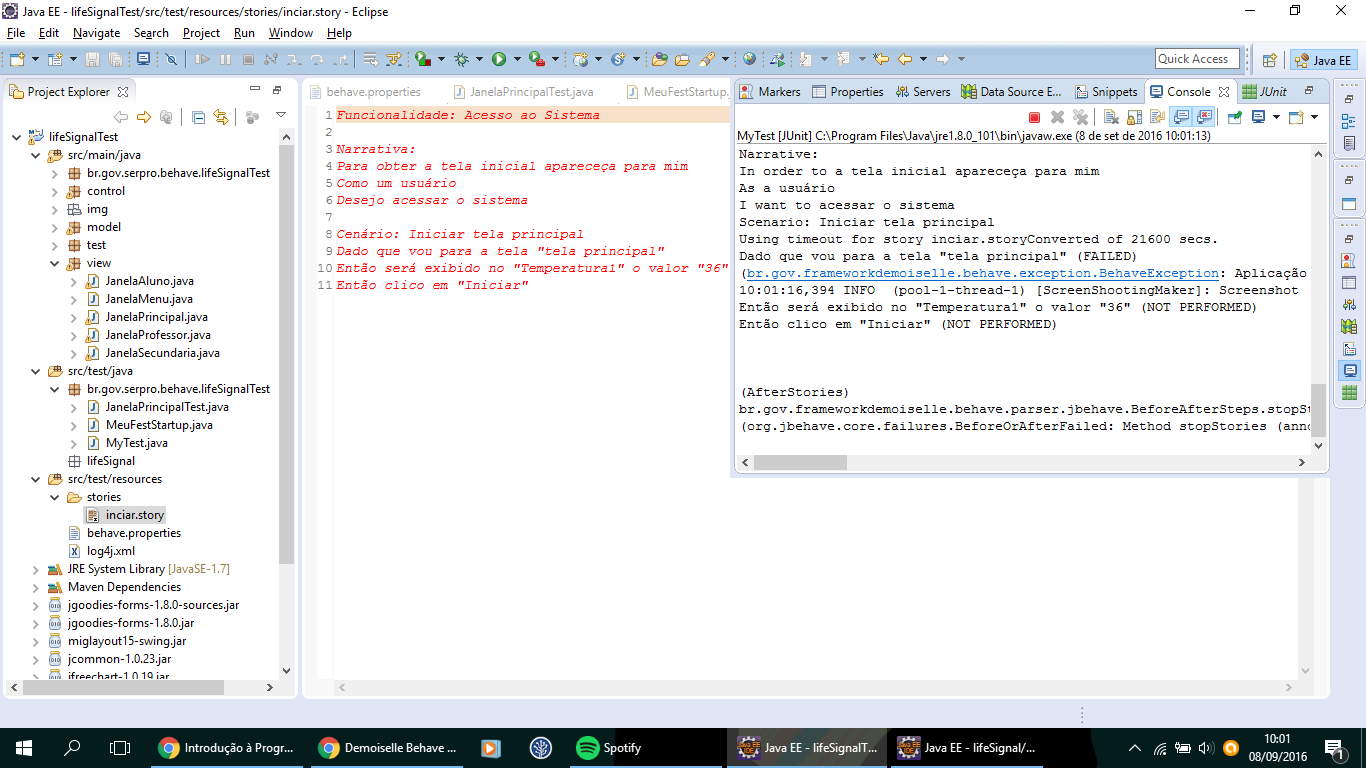 Java EE - lifeSignalTest/src/test/resources/stories/inciar.story - Eclipse
File Edit Navigate Search Project Run Window Help
Quick Access
Java EE
Project Explorer
lifeSignalTest
src/main/java
br.gov.serpro.behave.lifeSignalTest
control
img
model
test
view
JanelaAluno.java
JanelaMenu.java
JanelaPrincipal.java
JanelaProfessor.java
JanelaSecundaria.java
src/test/java
br.gov.serpro.behave.lifeSignalTest
JanelaPrincipalTest.java
MeuFestStartup.java
MyTest.java
lifeSignal
src/test/resources
stories
inciar.story
behave.properties
log4j.xml
JRE System Library [JavaSE-1.7]
Maven Dependencies
jgoodies-forms-1.8.0-sources.jar
jgoodies-forms-1.8.0.jar
miglayout15-swing.jar
jcommon-1.0.23.jar
jfreechart-1.0.19.jar
behave.properties JanelaPrincipalTest.java MeuFestStartup.
1 Funcionalidade: Acesso ao Sistema
2
3 Narrativa:
4 Para obter a tela inicial apareceça para mim
5 Como um usuário
6 Desejo acessar o sistema
7
8 Cenário: Iniciar tela principal
9 Dado que vou para a tela "tela principal"
10 Então será exibido no "Temperatura1" o valor "36"
11 Então clico em "Iniciar"
Markers Properties Servers Data Source E... Snippets Console JUnit
MyTest [JUnit] C:\Program Files\Java\jre1.8.0_101\bin\javaw.exe (8 de set de 2016 10:01:13)
Narrative:
In order to a tela inicial apareceça para mim
As a usuário
I want to acessar o sistema
Scenario: Iniciar tela principal
Using timeout for story inciar.storyConverted of 21600 secs.
Dado que vou para a tela "tela principal" (FAILED)
(br.gov.frameworkdemoiselle.behave.exception.BehaveException: Aplicação
10:01:16,394 INFO (pool-1-thread-1) [ScreenShootingMaker]: Screenshot
Então será exibido no "Temperatura1" o valor "36" (NOT PERFORMED)
Então clico em "Iniciar" (NOT PERFORMED)
(AfterStories)
br.gov.frameworkdemoiselle.behave.parser.jbehave.BeforeAfterSteps.stopSt
(org.jbehave.core.failures.BeforeOrAfterFailed: Method stopStories (anno
Introdução à Progr... Demoiselle Behave ... Spotify Java EE - lifeSignalT... Java EE - lifeSignal/...
10:01
08/09/2016
1